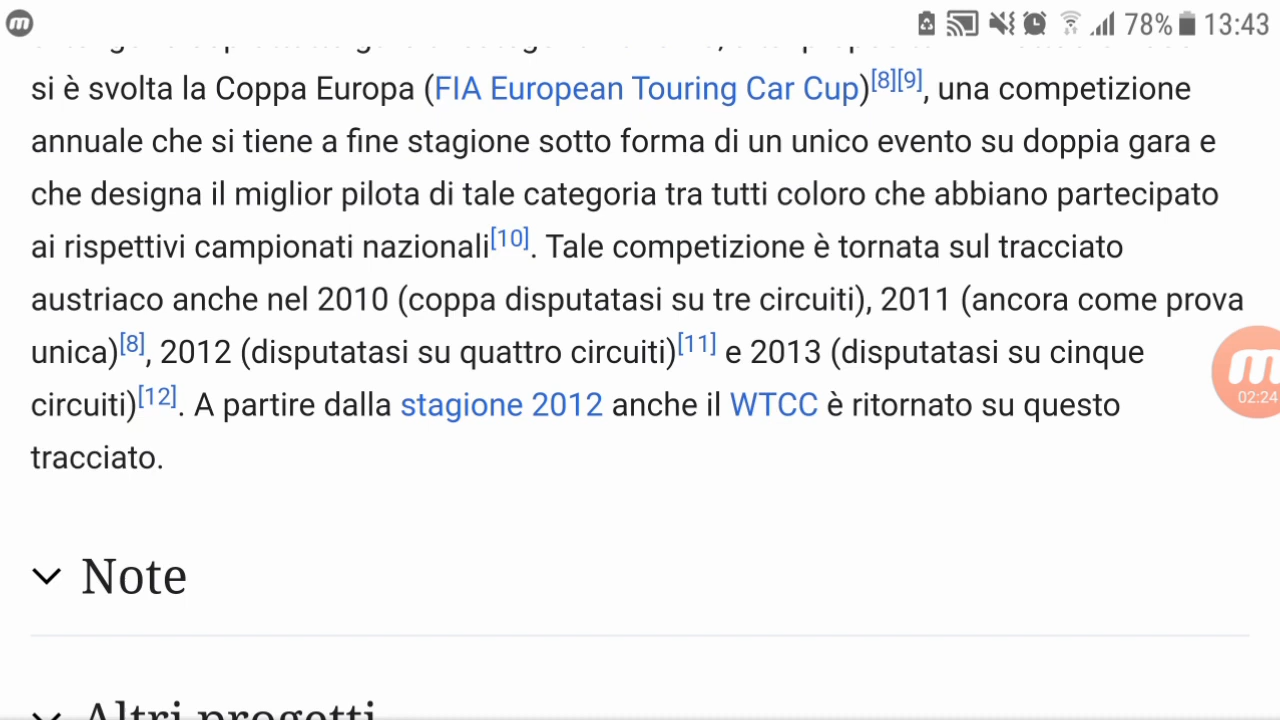 78% 13:43
si è svolta la Coppa Europa (FIA European Touring Car Cup)[8][9], una competizione
annuale che si tiene a fine stagione sotto forma di un unico evento su doppia gara e
che designa il miglior pilota di tale categoria tra tutti coloro che abbiano partecipato
ai rispettivi campionati nazionali[10]. Tale competizione è tornata sul tracciato
austriaco anche nel 2010 (coppa disputatasi su tre circuiti), 2011 (ancora come prova
unica)[8], 2012 (disputatasi su quattro circuiti)[11] e 2013 (disputatasi su cinque
circuiti)[12]. A partire dalla stagione 2012 anche il WTCC è ritornato su questo
tracciato.
02:24
Note
Altri progetti